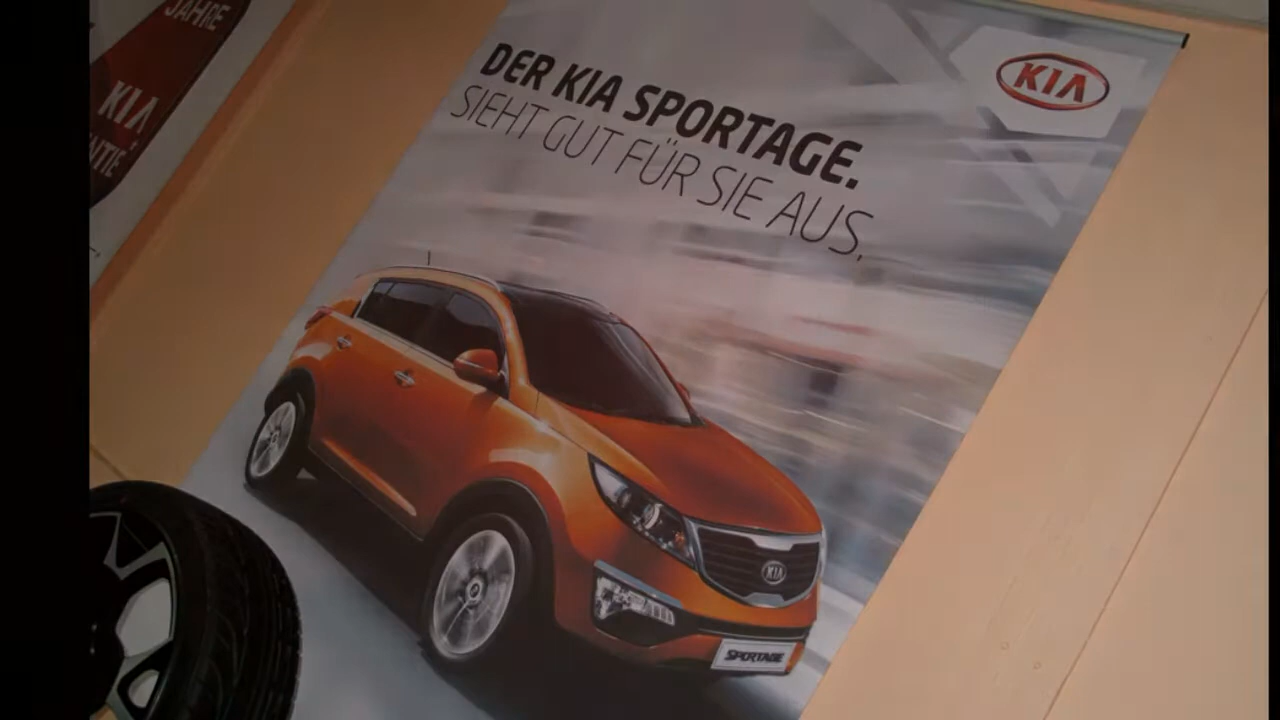 JAHRE
KIA
DER KIA SPORTAGE.
SIEHT GUT FÜR SIE AUS,
KIA
KIA
SPORTAGE